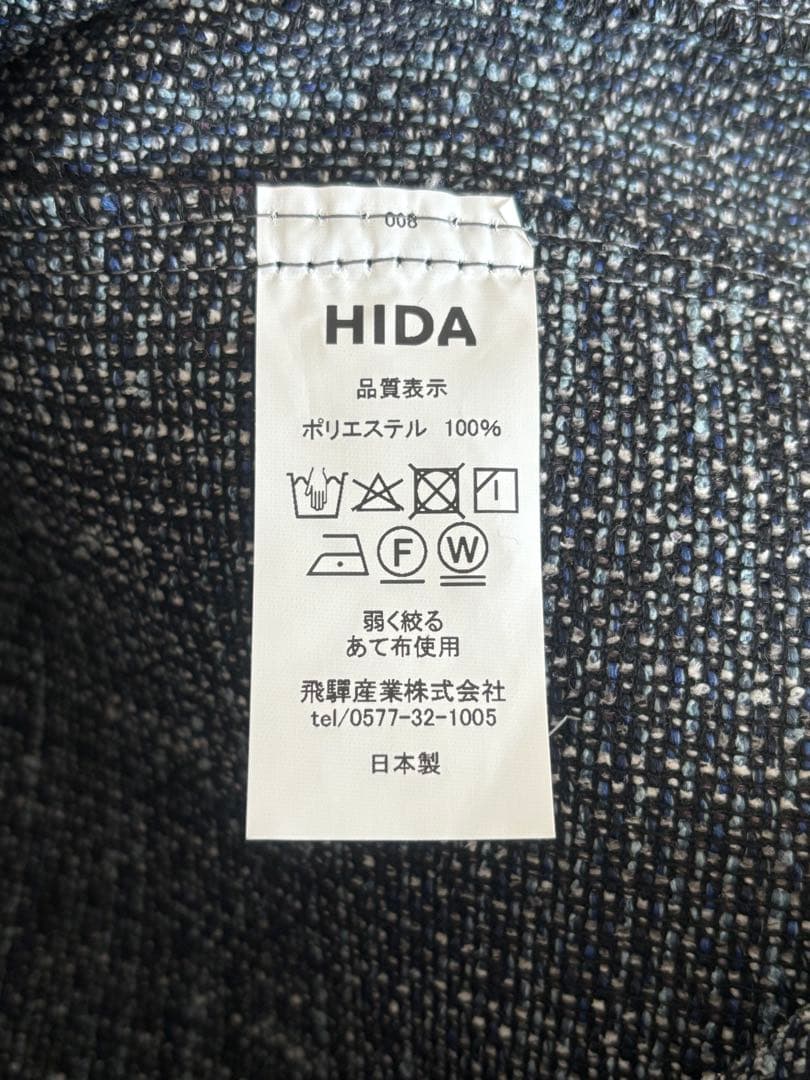 008
HIDA
品質表示
ポリエステル 100%
F W
弱く絞る
あて布使用
飛驒産業株式会社
tel/0577-32-1005
日本製